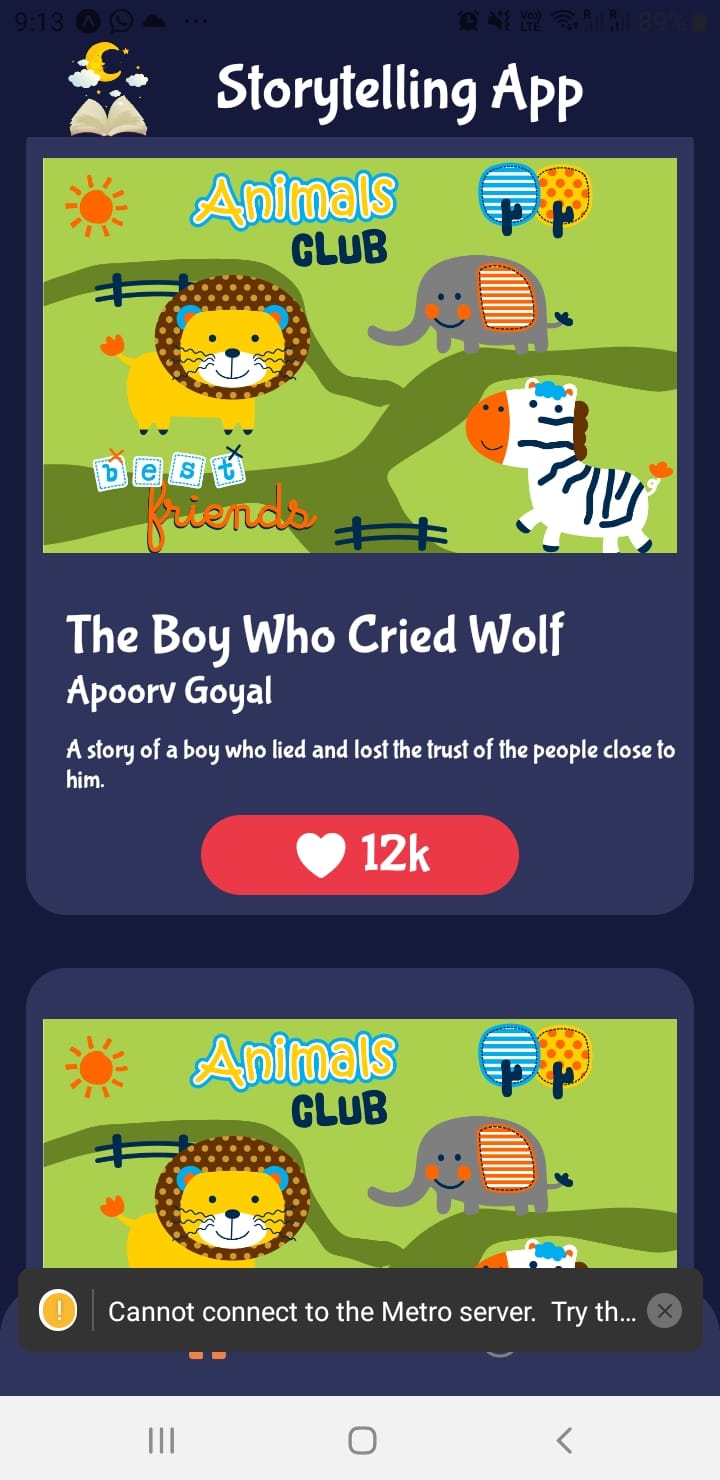 9:13
Vo))
LTE
R
R
89%
Storytelling App
Animals
CLUB
best
friends
The Boy Who Cried Wolf
Apoorv Goyal
A story of a boy who lied and lost the trust of the people close to
him.
12k
Animals
CLUB
Cannot connect to the Metro server.  Try th...